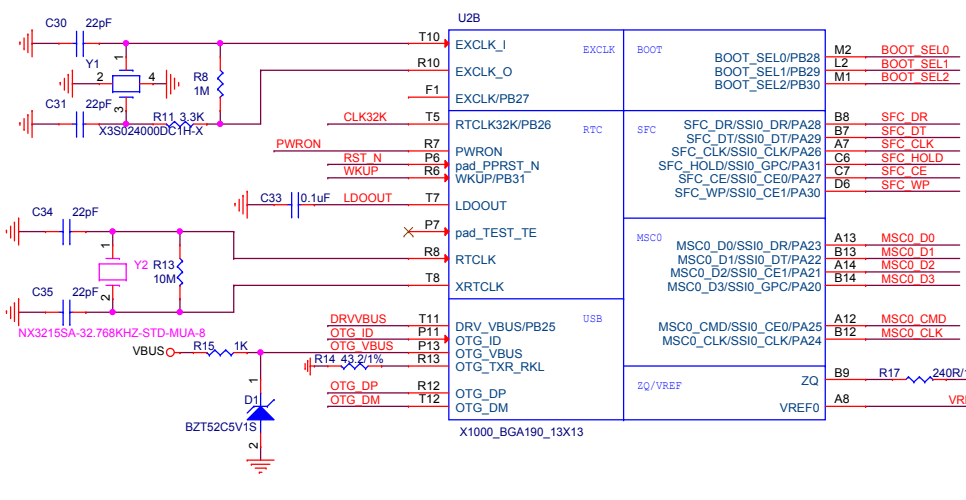 U2B
C30 22pF
T10 EXCLK_I EXCLK BOOT
Y1 1
2 4
3
R8
1M
R10 EXCLK_O
BOOT_SEL0/PB28 M2 BOOT_SEL0
BOOT_SEL1/PB29 L2 BOOT_SEL1
BOOT_SEL2/PB30 M1 BOOT_SEL2
C31 22pF
F1 EXCLK/PB27
R11 3.3K
X3S024000DC1H-X
CLK32K T5 RTCLK32K/PB26 RTC SFC
SFC_DR/SSI0_DR/PA28 B8 SFC_DR
SFC_DT/SSI0_DT/PA29 B7 SFC_DT
PWRON R7 PWRON
SFC_CLK/SSI0_CLK/PA26 A7 SFC_CLK
RST_N P6 pad_PPRST_N
SFC_HOLD/SSI0_GPC/PA31 C6 SFC_HOLD
WKUP R6 WKUP/PB31
SFC_CE/SSI0_CE0/PA27 C7 SFC_CE
SFC_WP/SSI0_CE1/PA30 D6 SFC_WP
C33 0.1uF LDOOUT T7 LDOOUT
C34 22pF
P7 pad_TEST_TE
MSC0
MSC0_D0/SSI0_DR/PA23 A13 MSC0_D0
MSC0_D1/SSI0_DT/PA22 B13 MSC0_D1
MSC0_D2/SSI0_CE1/PA21 A14 MSC0_D2
MSC0_D3/SSI0_GPC/PA20 B14 MSC0_D3
R8 RTCLK
1
Y2
2
R13
10M
T8 XRTCLK
C35 22pF
NX3215SA-32.768KHZ-STD-MUA-8
USB
DRVVBUS T11 DRV_VBUS/PB25
OTG_ID P11 OTG_ID
OTG_VBUS P13 OTG_VBUS
MSC0_CMD/SSI0_CE0/PA25 A12 MSC0_CMD
MSC0_CLK/SSI0_CLK/PA24 B12 MSC0_CLK
VBUS R15 1K
R14 43.2/1% R13 OTG_TXR_RKL
ZQ/VREF
ZQ B9 R17 240R/1
OTG_DP R12 OTG_DP
OTG_DM T12 OTG_DM
VREF0 A8
1
D1
BZT52C5V1S
2
X1000_BGA190_13X13